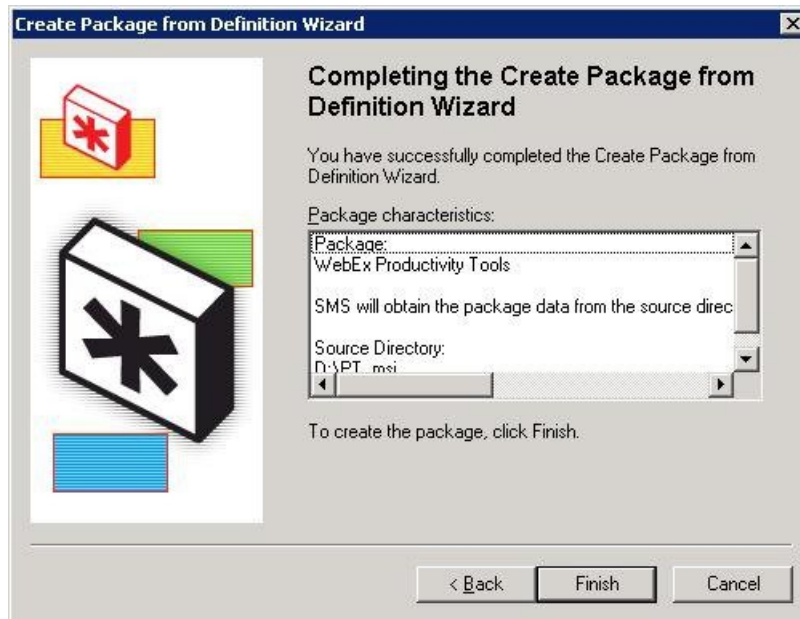 Create Package from Definition Wizard
Completing the Create Package from
Definition Wizard
You have successfully completed the Create Package from
Definition Wizard.
Package characteristics:
Package:
WebEx Productivity Tools
SMS will obtain the package data from the source direc
Source Directory:
D:\PT_msi
To create the package, click Finish.
< Back
Finish
Cancel